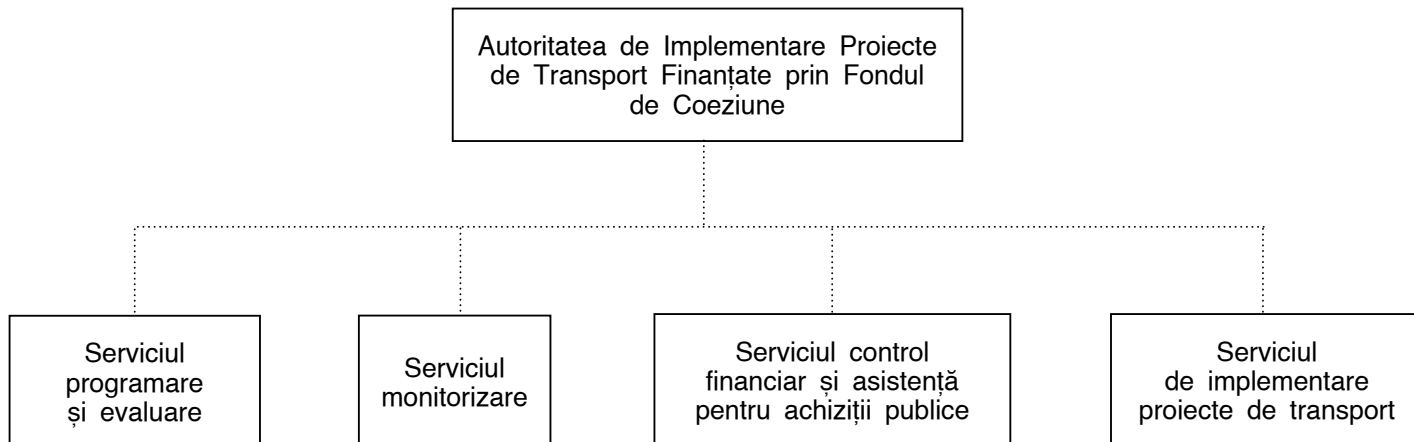 Autoritatea de Implementare Proiecte
de Transport Finanțate prin Fondul
de Coeziune
Serviciul
programare
și evaluare
Serviciul
monitorizare
Serviciul control
financiar și asistență
pentru achiziții publice
Serviciul
de implementare
proiecte de transport